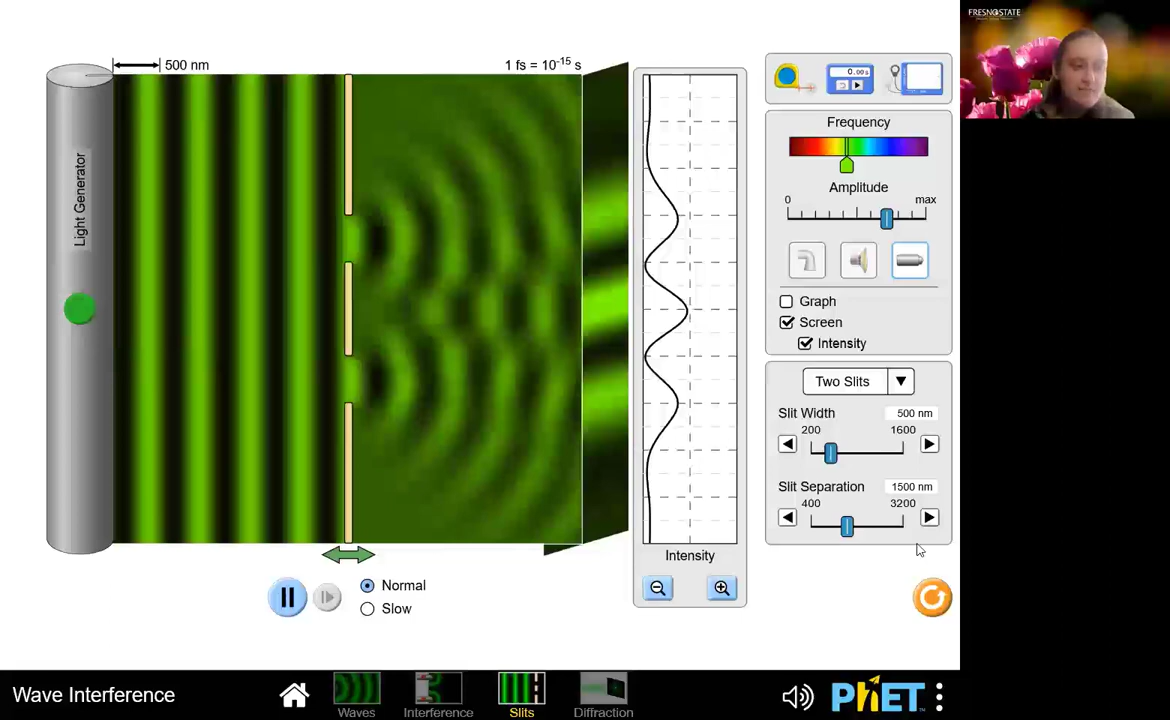 500 nm
1 fs = 10⁻¹⁵ s
Light Generator
Intensity
Normal
Slow
0.00 s
Frequency
Amplitude
0
max
Graph
Screen
Intensity
Two Slits
Slit Width
500 nm
200
1600
Slit Separation
1500 nm
400
3200
Wave Interference
Waves
Interference
Slits
Diffraction
PhET
FRESNO STATE